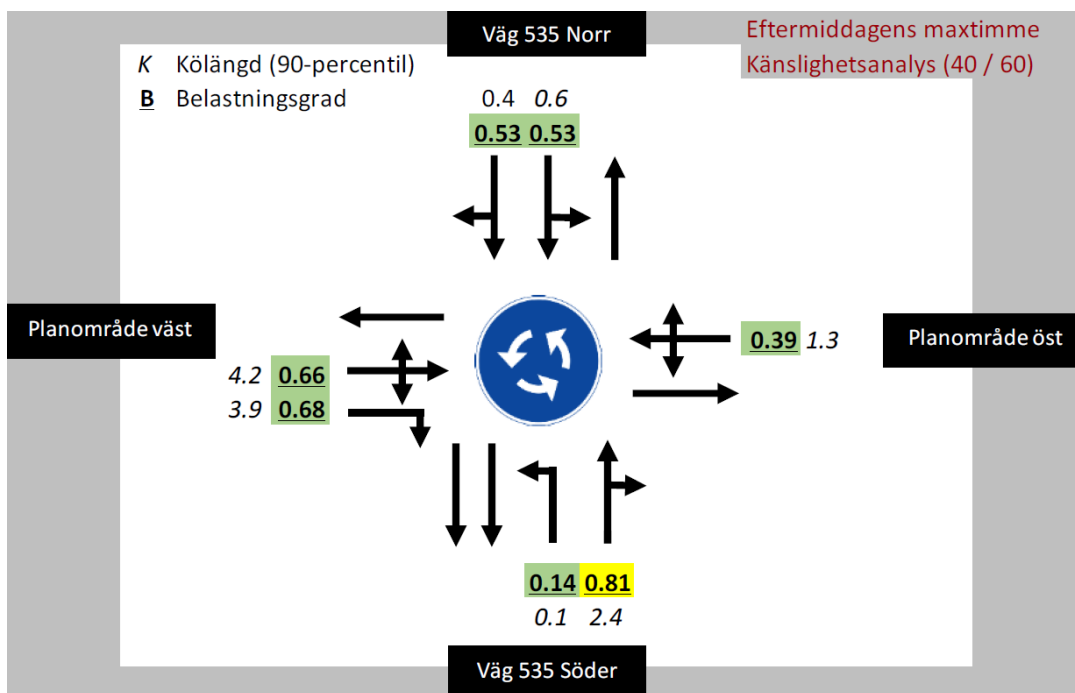 Väg 535 Norr
Eftermiddagens maxtimme
Känslighetsanalys (40 / 60)
K Kölängd (90-percentil)
B Belastningsgrad
0.4 0.6
0.53 0.53
Planområde väst
Planområde öst
0.39 1.3
4.2 0.66
3.9 0.68
0.14 0.81
0.1 2.4
Väg 535 Söder